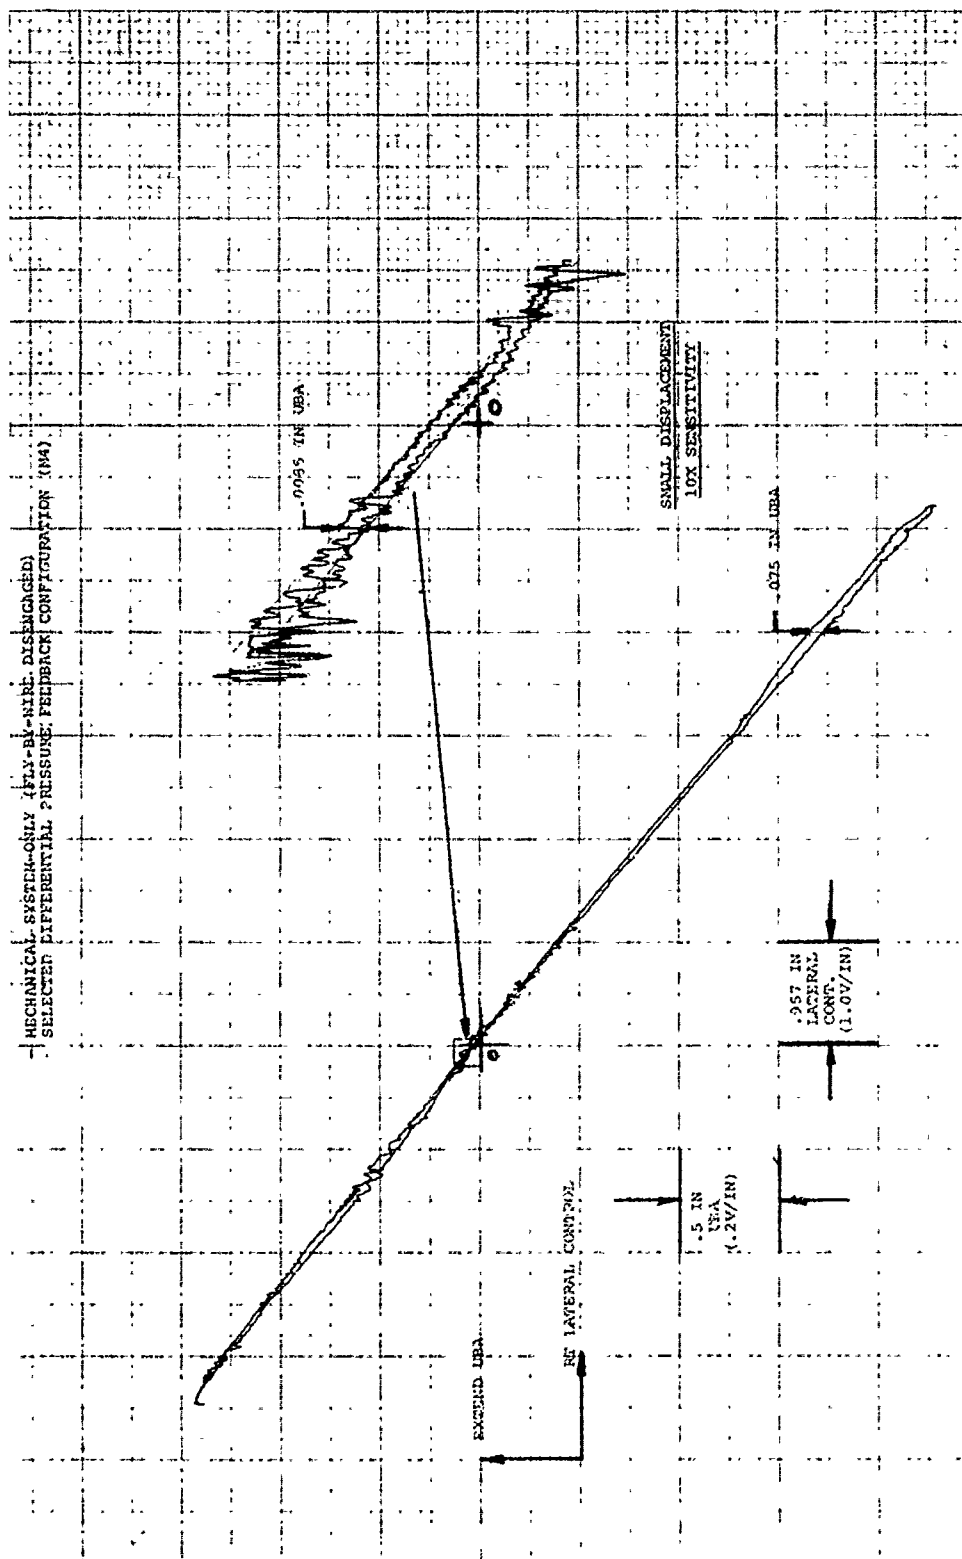 MECHANICAL SYSTEM-ONLY (FLY-BY-WIRE DISENGAGED)
SELECTED DIFFERENTIAL PRESSURE FEEDBACK CONFIGURATION (M4)
.0085 IN UBA
0
SMALL DISPLACEMENT
10X SENSITIVITY
.075 IN UBA
0
.957 IN
LATERAL
CONT.
(1.0V/IN)
.5 IN
UBA
(.2V/IN)
EXTEND UBA
RT LATERAL CONTROL